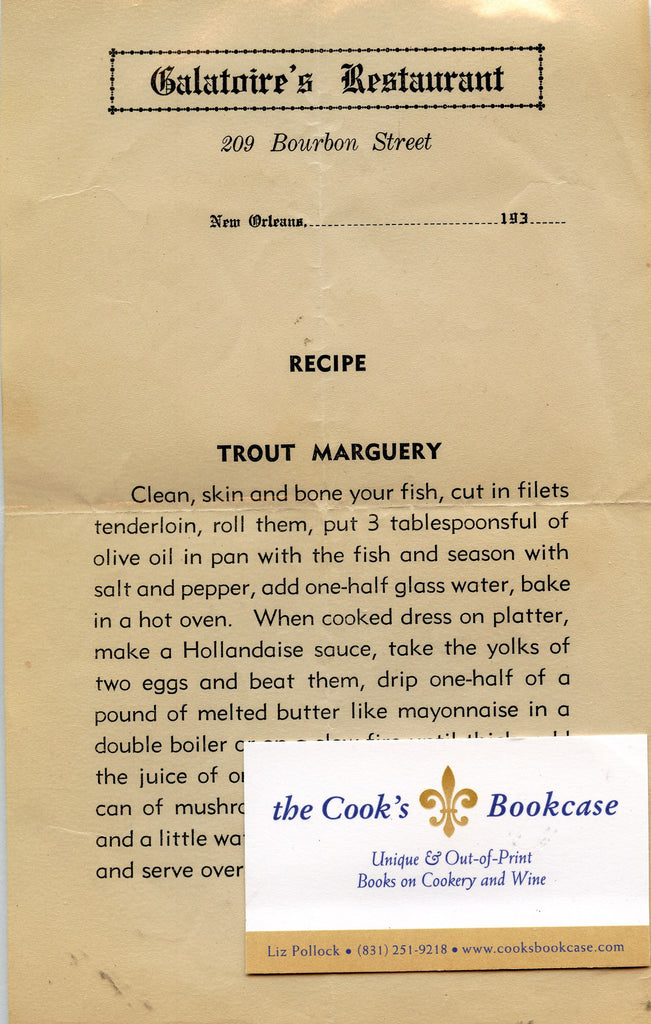 Galatoire's Restaurant
209 Bourbon Street
New Orleans, 193
RECIPE
TROUT MARGUERY
Clean, skin and bone your fish, cut in filets
tenderloin, roll them, put 3 tablespoonsful of
olive oil in pan with the fish and season with
salt and pepper, add one-half glass water, bake
in a hot oven. When cooked dress on platter,
make a Hollandaise sauce, take the yolks of
two eggs and beat them, drip one-half of a
pound of melted butter like mayonnaise in a
double boiler
the juice of
can of
and a little
and serve over
the Cook's Bookcase
Unique & Out-of-Print
Books on Cookery and Wine
Liz Pollock • (831) 251-9218 • www.cooksbookcase.com